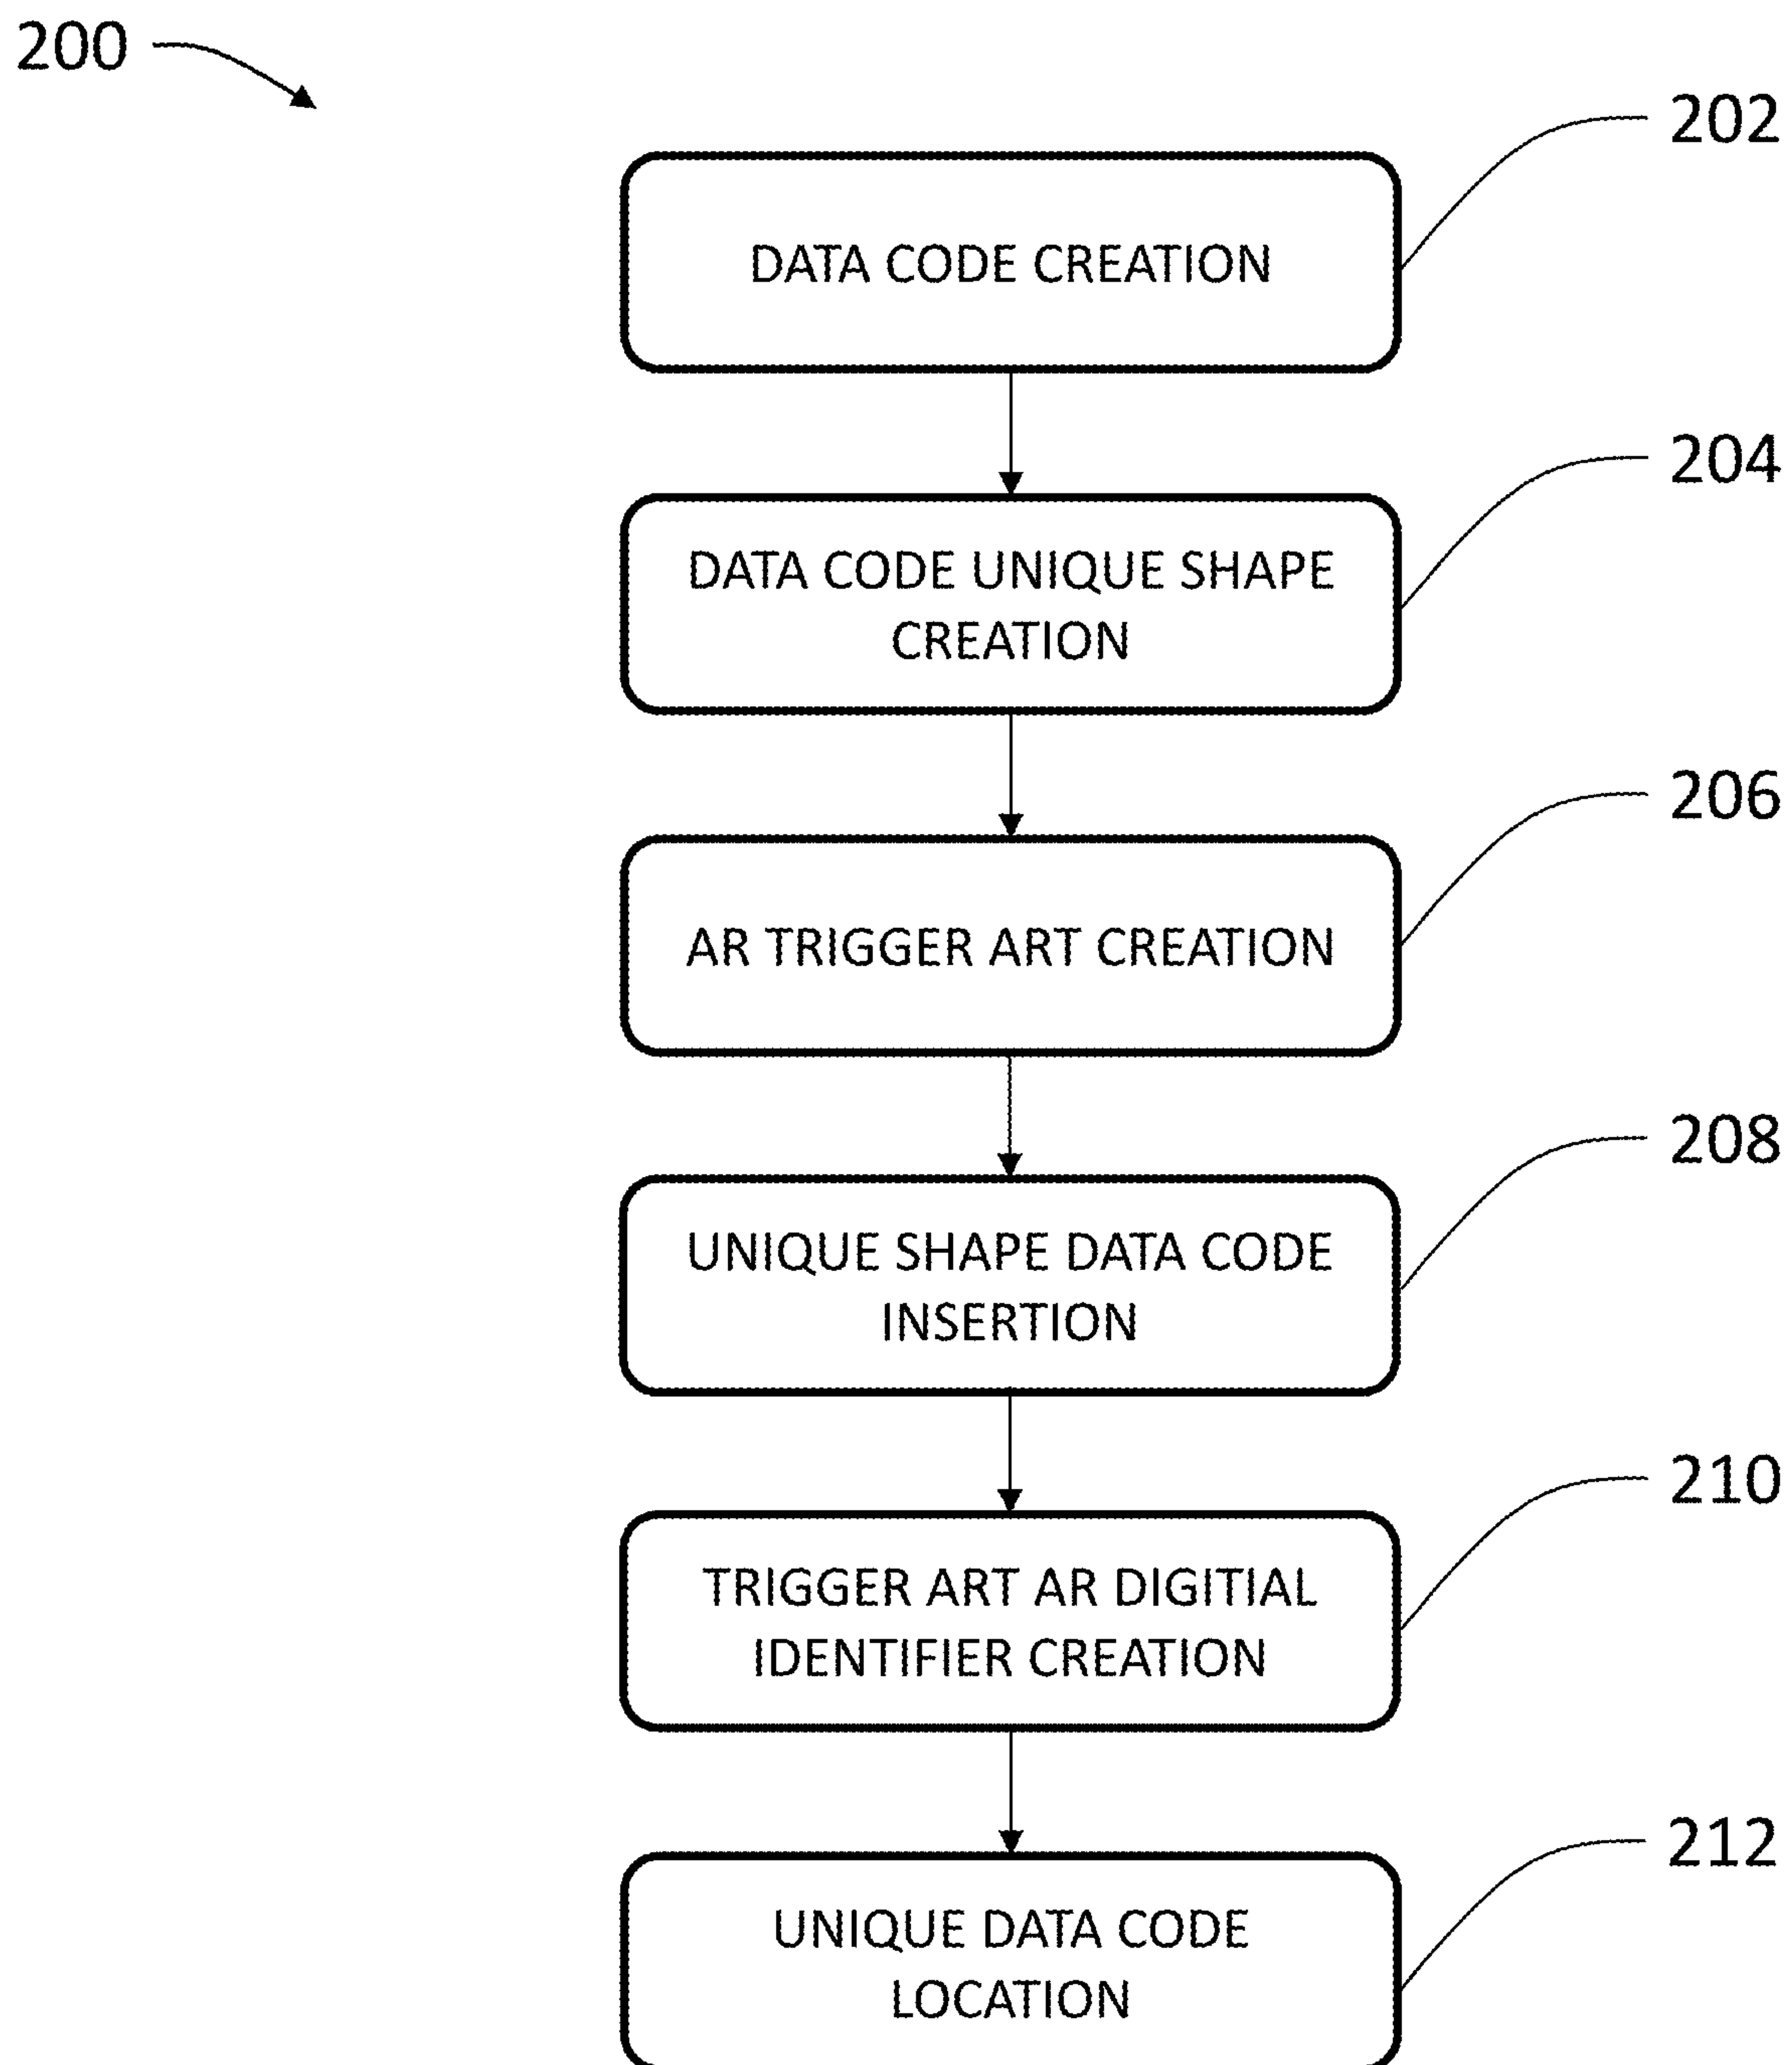 200
202
DATA CODE CREATION
204
DATA CODE UNIQUE SHAPE
CREATION
206
AR TRIGGER ART CREATION
208
UNIQUE SHAPE DATA CODE
INSERTION
210
TRIGGER ART AR DIGITIAL
IDENTIFIER CREATION
212
UNIQUE DATA CODE
LOCATION